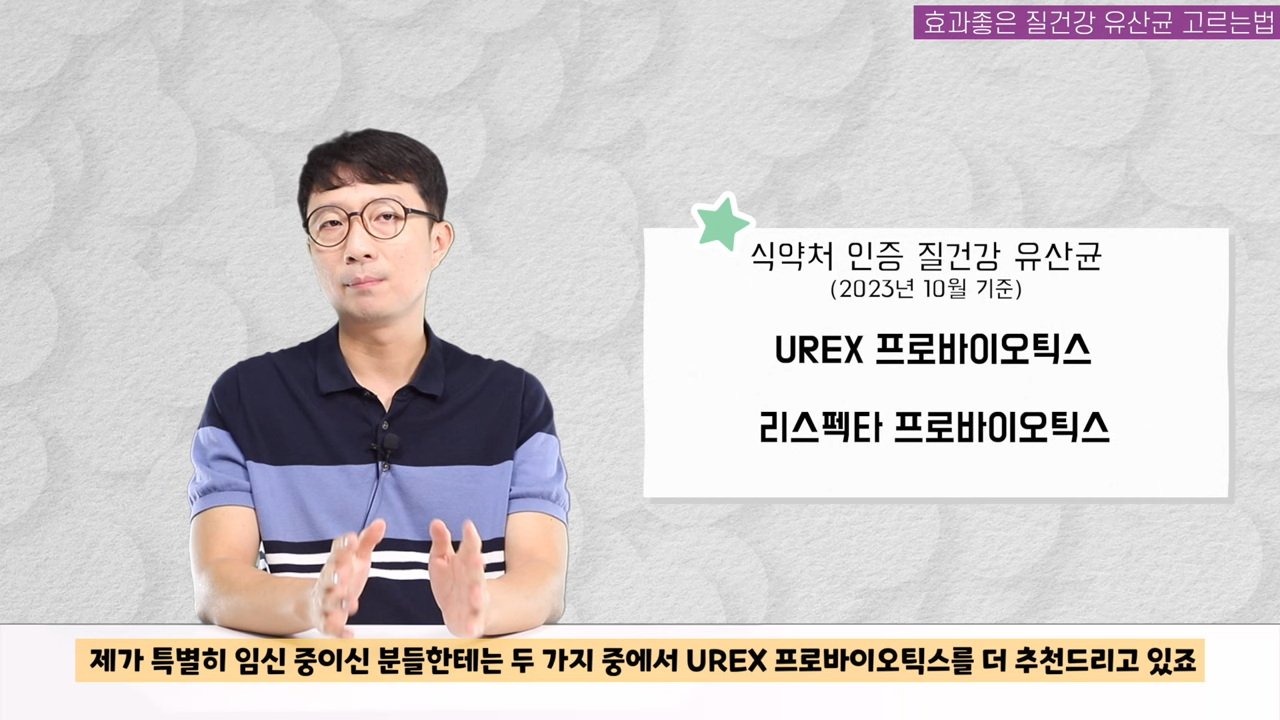 효과좋은 질건강 유산균 고르는법
식약처 인증 질건강 유산균
(2023년 10월 기준)
UREX 프로바이오틱스
리스펙타 프로바이오틱스
제가 특별히 임신 중이신 분들한테는 두 가지 중에서 UREX 프로바이오틱스를 더 추천드리고 있죠